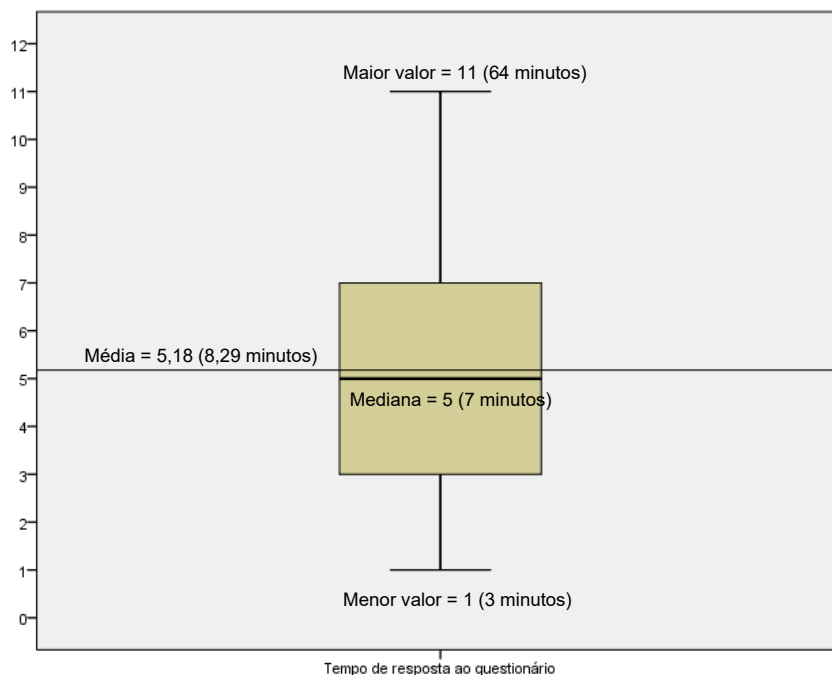 12
Maior valor = 11 (64 minutos)
11
10
9
8
7
6
Média = 5,18 (8,29 minutos)
5
Mediana = 5 (7 minutos)
4
3
2
1
Menor valor = 1 (3 minutos)
0
Tempo de resposta ao questionário